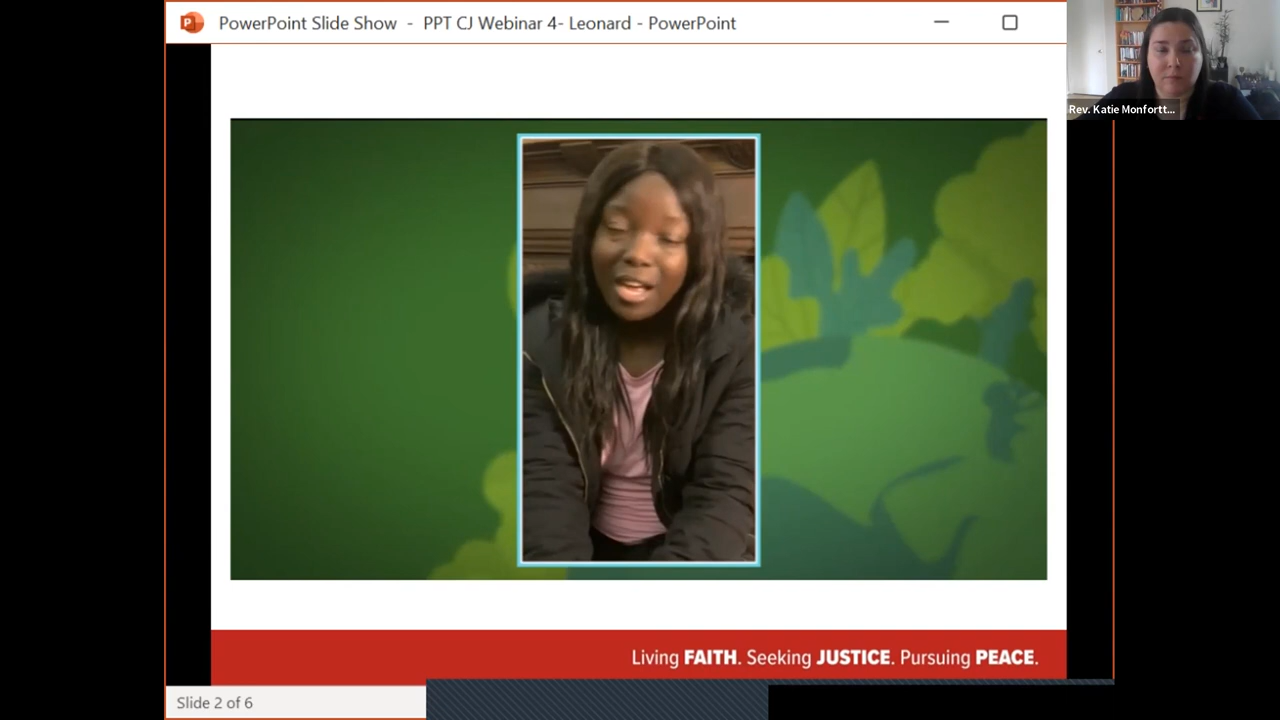 PowerPoint Slide Show - PPT CJ Webinar 4- Leonard - PowerPoint
Rev. Katie Monfortt...
Living FAITH. Seeking JUSTICE. Pursuing PEACE.
Slide 2 of 6